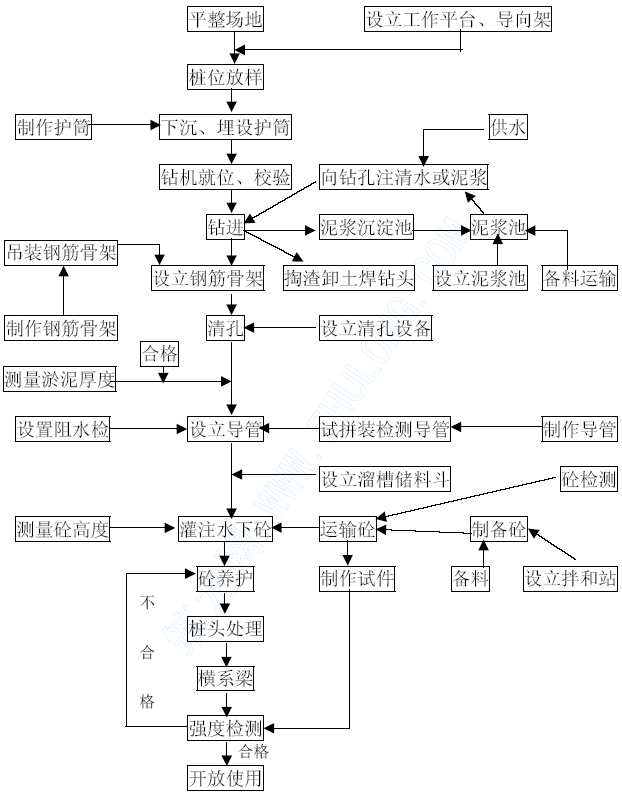 平整场地
设立工作平台、导向架
桩位放样
制作护筒
下沉、埋设护筒
供水
钻机就位、校验
向钻孔注清水或泥浆
钻进
泥浆沉淀池
泥浆池
吊装钢筋骨架
设立钢筋骨架
掏渣卸土焊钻头
设立泥浆池
备料运输
制作钢筋骨架
清孔
设立清孔设备
合格
测量淤泥厚度
设置阻水检
设立导管
试拼装检测导管
制作导管
设立溜槽储料斗
砼检测
测量砼高度
灌注水下砼
运输砼
制备砼
砼养护
制作试件
备料
设立拌和站
不合格
桩头处理
横系梁
强度检测
合格
开放使用